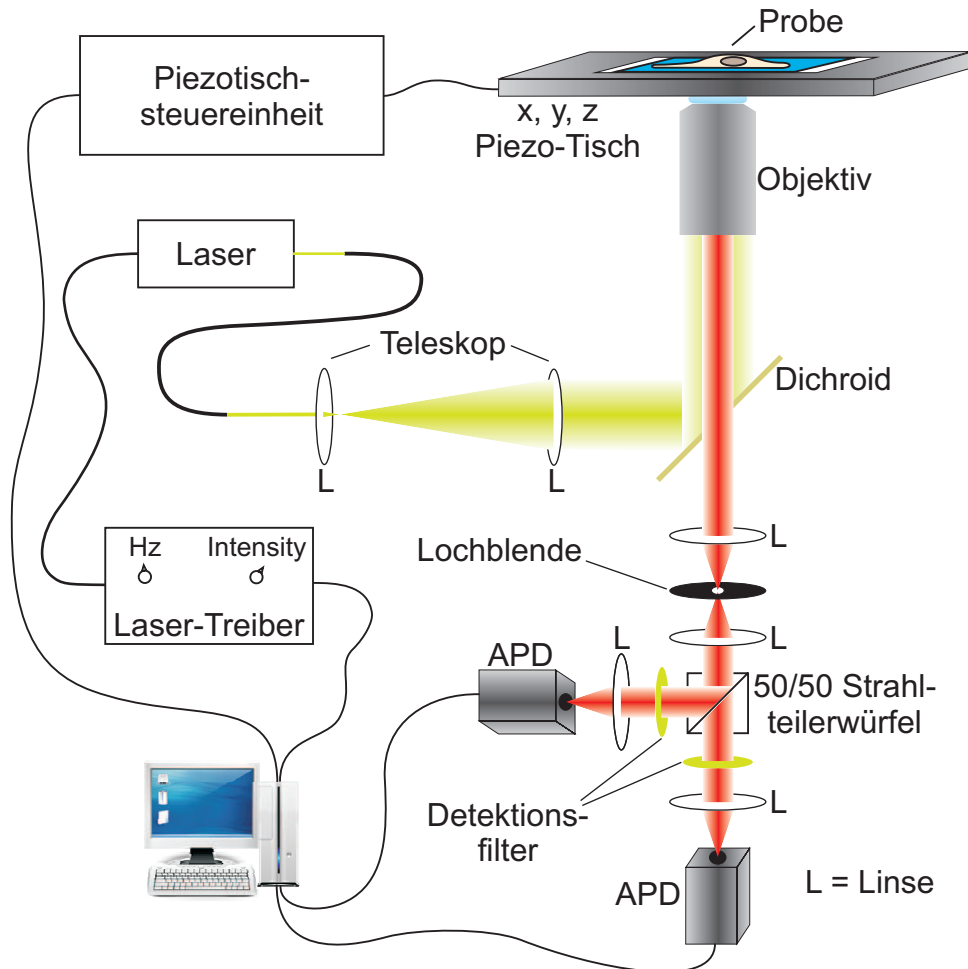 Probe
Piezotisch-
steuereinheit
x, y, z
Piezo-Tisch
Objektiv
Laser
Teleskop
Dichroid
L
L
L
Lochblende
Hz
Intensity
Laser-Treiber
L
APD
L
50/50 Strahl-
teilerwürfel
Detektions-
filter
L
APD
L = Linse